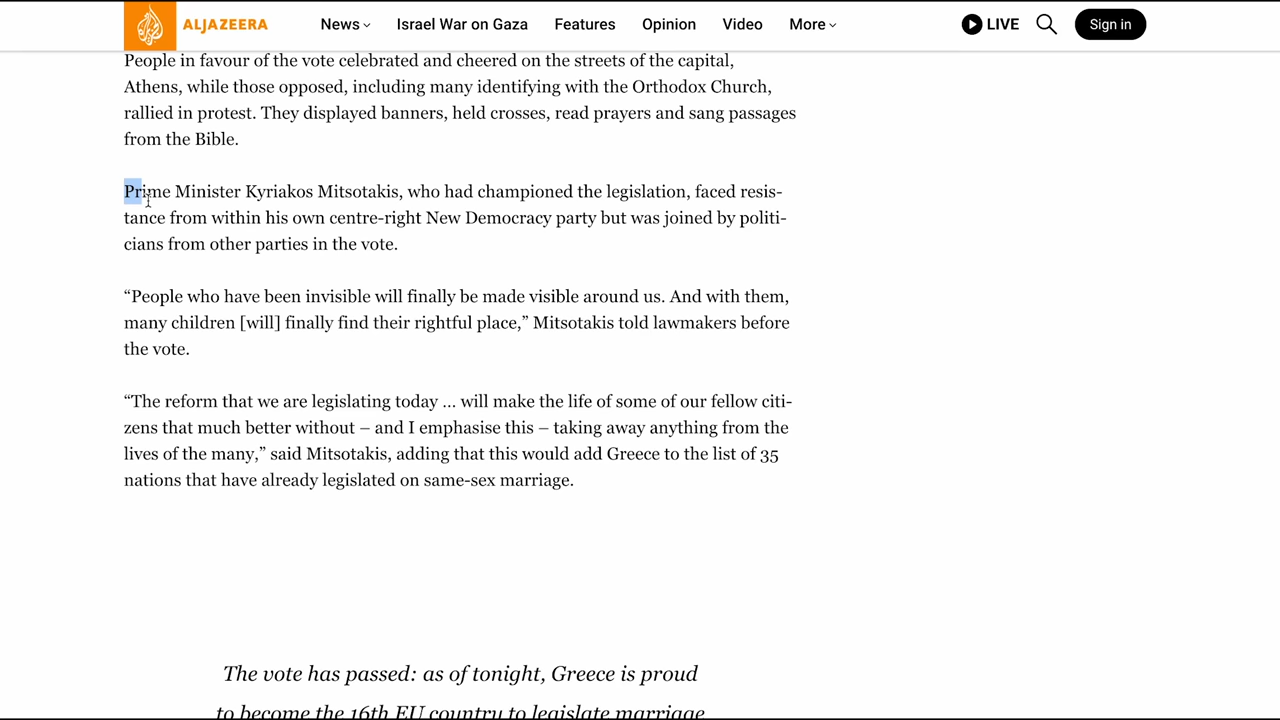 ALJAZEERA
News
Israel War on Gaza
Features
Opinion
Video
More
LIVE
Sign in
People in favour of the vote celebrated and cheered on the streets of the capital,
Athens, while those opposed, including many identifying with the Orthodox Church,
rallied in protest. They displayed banners, held crosses, read prayers and sang passages
from the Bible.
Prime Minister Kyriakos Mitsotakis, who had championed the legislation, faced resis-
tance from within his own centre-right New Democracy party but was joined by politi-
cians from other parties in the vote.
“People who have been invisible will finally be made visible around us. And with them,
many children [will] finally find their rightful place,” Mitsotakis told lawmakers before
the vote.
“The reform that we are legislating today … will make the life of some of our fellow citi-
zens that much better without – and I emphasise this – taking away anything from the
lives of the many,” said Mitsotakis, adding that this would add Greece to the list of 35
nations that have already legislated on same-sex marriage.
The vote has passed: as of tonight, Greece is proud
to become the 16th EU country to legislate marriage